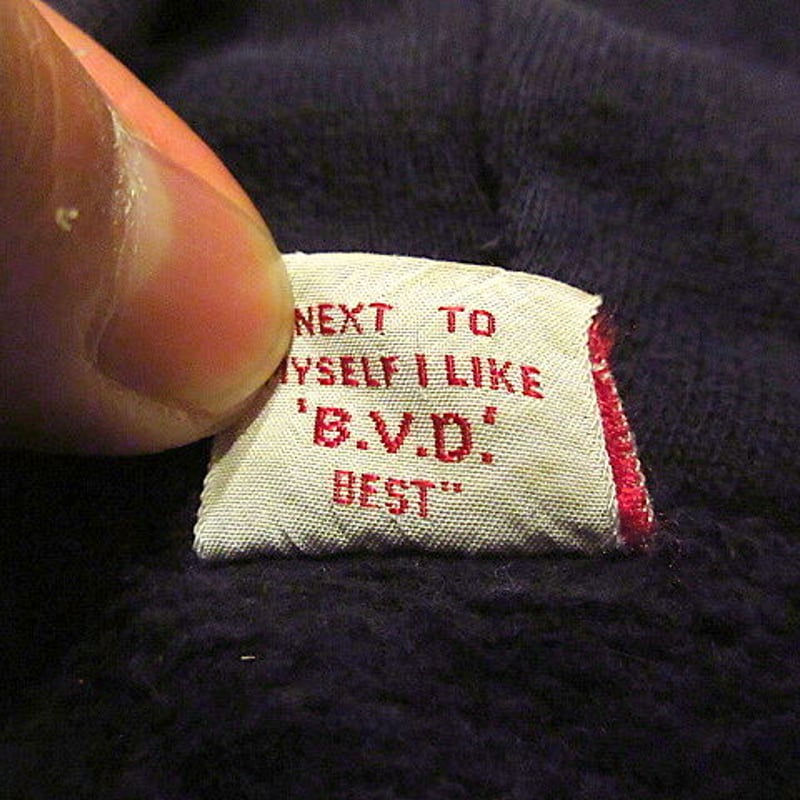 NEXT TO
MYSELF I LIKE
'B.V.D.'
BEST"